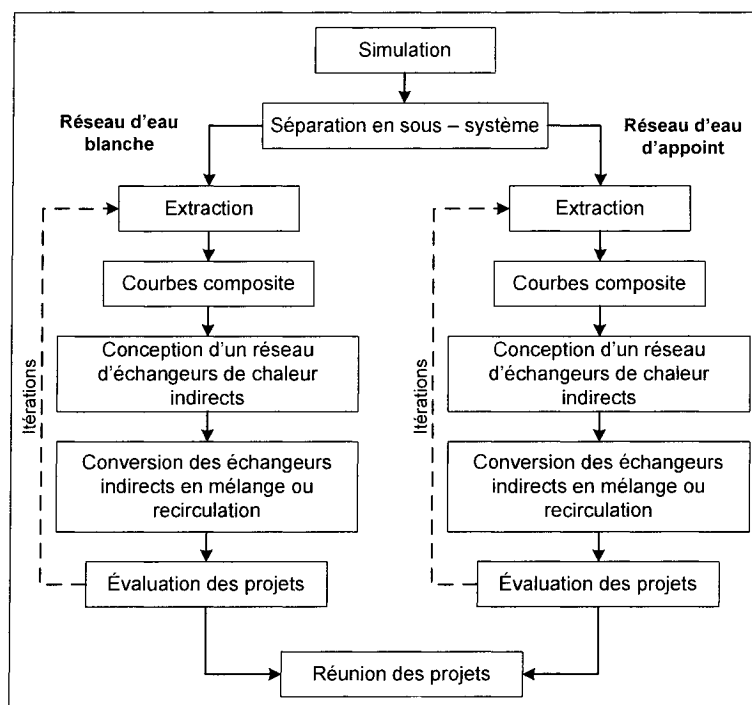 Simulation
Séparation en sous – système
Réseau d'eau
blanche
Réseau d'eau
d'appoint
Extraction
Courbes composite
Conception d'un réseau
d'échangeurs de chaleur
indirects
Conversion des échangeurs
indirects en mélange ou
recirculation
Évaluation des projets
Itérations
Extraction
Courbes composite
Conception d'un réseau
d'échangeurs de chaleur
indirects
Conversion des échangeurs
indirects en mélange ou
recirculation
Évaluation des projets
Itérations
Réunion des projets